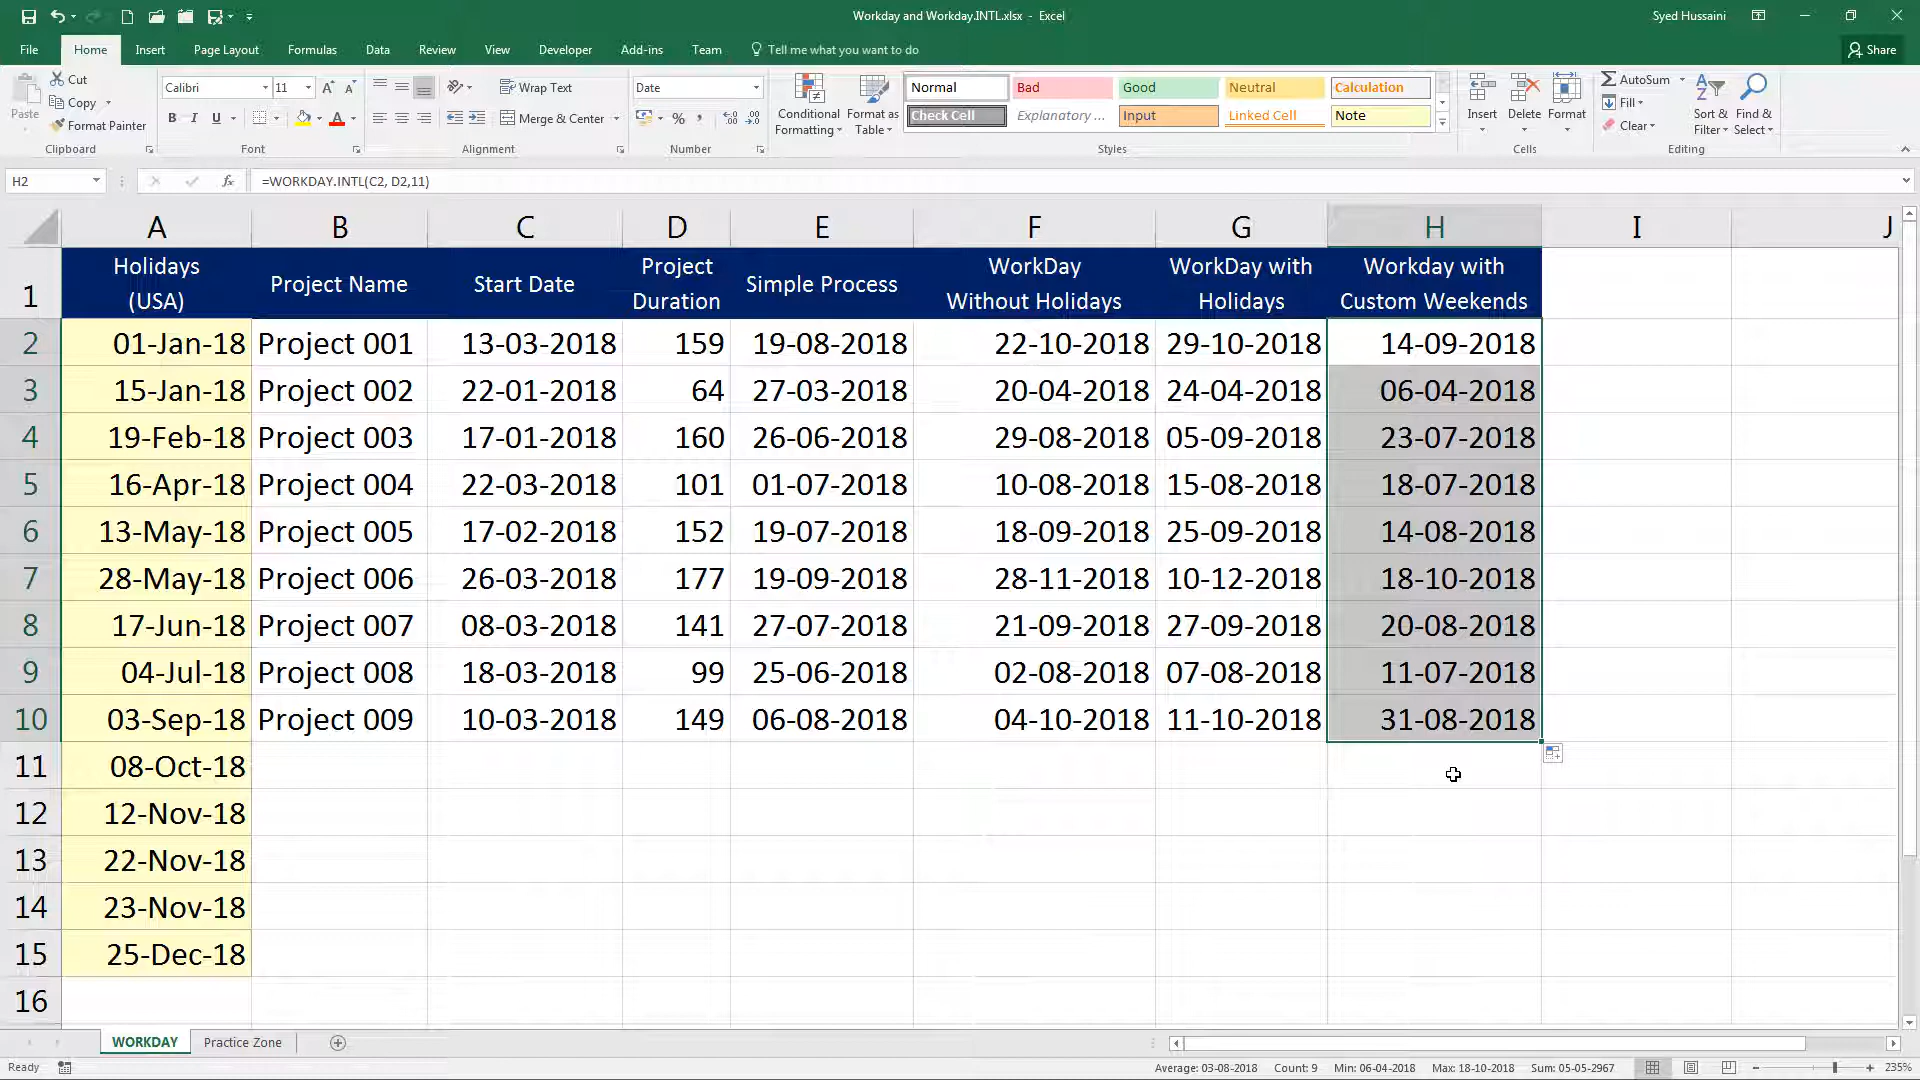 Workday and Workday.INTL.xlsx - Excel
Syed Hussaini
File Home Insert Page Layout Formulas Data Review View Developer Add-ins Team Tell me what you want to do Share
Paste
Cut
Copy
Format Painter
Clipboard
Calibri 11
B I U
Font
Wrap Text
Merge & Center
Alignment
Date
%
Number
Conditional Formatting
Format as Table
Normal Bad Good Neutral Calculation
Check Cell Explanatory ... Input Linked Cell Note
Styles
Insert Delete Format
Cells
AutoSum
Fill
Clear
Sort & Filter
Find & Select
Editing
H2 fx =WORKDAY.INTL(C2, D2,11)
A B C D E F G H I J
1 Holidays (USA) Project Name Start Date Project Duration Simple Process WorkDay Without Holidays WorkDay with Holidays Workday with Custom Weekends
2 01-Jan-18 Project 001 13-03-2018 159 19-08-2018 22-10-2018 29-10-2018 14-09-2018
3 15-Jan-18 Project 002 22-01-2018 64 27-03-2018 20-04-2018 24-04-2018 06-04-2018
4 19-Feb-18 Project 003 17-01-2018 160 26-06-2018 29-08-2018 05-09-2018 23-07-2018
5 16-Apr-18 Project 004 22-03-2018 101 01-07-2018 10-08-2018 15-08-2018 18-07-2018
6 13-May-18 Project 005 17-02-2018 152 19-07-2018 18-09-2018 25-09-2018 14-08-2018
7 28-May-18 Project 006 26-03-2018 177 19-09-2018 28-11-2018 10-12-2018 18-10-2018
8 17-Jun-18 Project 007 08-03-2018 141 27-07-2018 21-09-2018 27-09-2018 20-08-2018
9 04-Jul-18 Project 008 18-03-2018 99 25-06-2018 02-08-2018 07-08-2018 11-07-2018
10 03-Sep-18 Project 009 10-03-2018 149 06-08-2018 04-10-2018 11-10-2018 31-08-2018
11 08-Oct-18
12 12-Nov-18
13 22-Nov-18
14 23-Nov-18
15 25-Dec-18
16
WORKDAY Practice Zone
Ready Average: 03-08-2018 Count: 9 Min: 06-04-2018 Max: 18-10-2018 Sum: 05-05-2967 235%